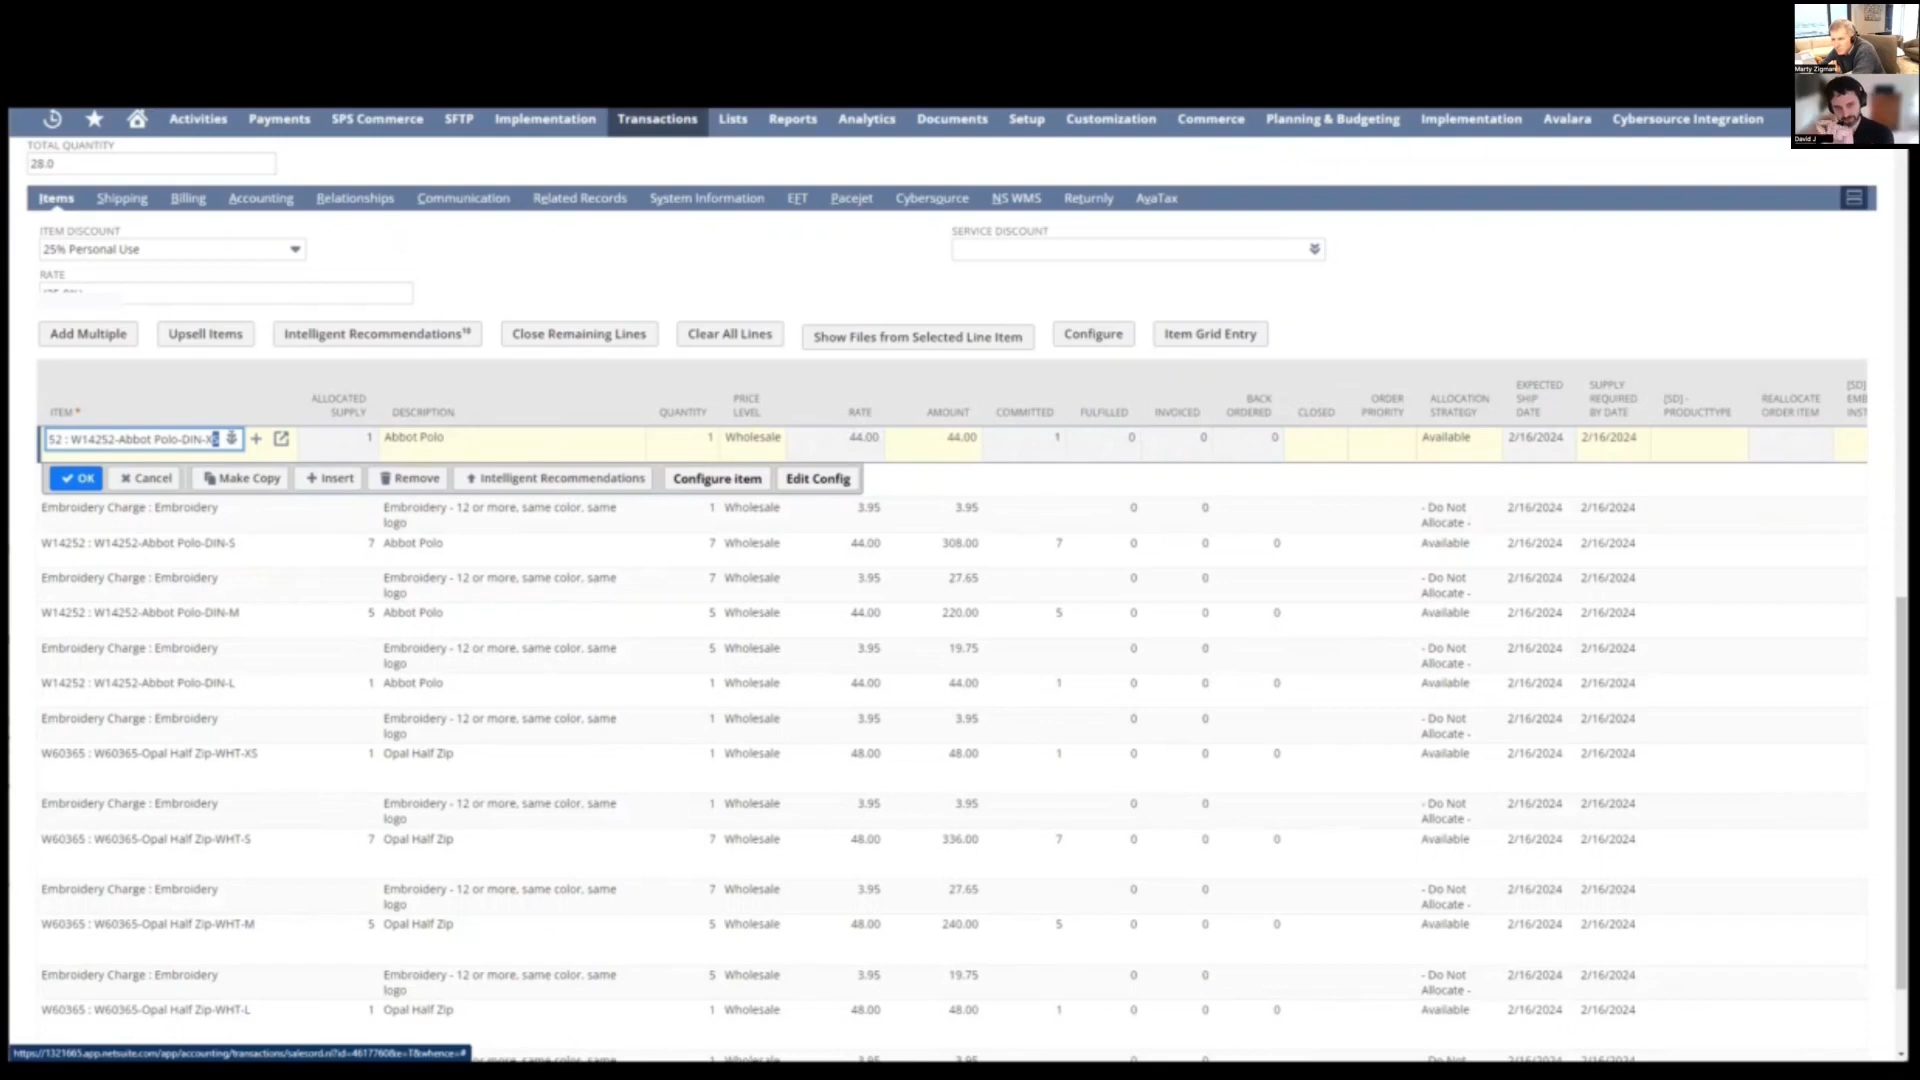 Marty Zigman
David J
Activities Payments SPS Commerce SFTP Implementation Transactions Lists Reports Analytics Documents Setup Customization Commerce Planning & Budgeting Implementation Avalara Cybersource Integration
TOTAL QUANTITY
28.0
Items Shipping Billing Accounting Relationships Communication Related Records System Information EFT Pacejet Cybersource NS WMS Returnly AvaTax
ITEM DISCOUNT SERVICE DISCOUNT
25% Personal Use
RATE
Add Multiple Upsell Items Intelligent Recommendations Close Remaining Lines Clear All Lines Show Files from Selected Line Item Configure Item Grid Entry
ITEM * ALLOCATED SUPPLY DESCRIPTION QUANTITY PRICE LEVEL RATE AMOUNT COMMITTED FULFILLED INVOICED BACK ORDERED CLOSED ORDER PRIORITY ALLOCATION STRATEGY EXPECTED SHIP DATE SUPPLY REQUIRED BY DATE [SD] - PRODUCTTYPE REALLOCATE ORDER ITEM [SD] EMB INST
52 : W14252-Abbot Polo-DIN-XS 1 Abbot Polo 1 Wholesale 44.00 44.00 1 0 0 0 Available 2/16/2024 2/16/2024
OK Cancel Make Copy + Insert Remove Intelligent Recommendations Configure item Edit Config
Embroidery Charge : Embroidery Embroidery - 12 or more, same color, same logo 1 Wholesale 3.95 3.95 0 0 - Do Not Allocate - 2/16/2024 2/16/2024
W14252 : W14252-Abbot Polo-DIN-S 7 Abbot Polo 7 Wholesale 44.00 308.00 7 0 0 0 Available 2/16/2024 2/16/2024
Embroidery Charge : Embroidery Embroidery - 12 or more, same color, same logo 7 Wholesale 3.95 27.65 0 0 - Do Not Allocate - 2/16/2024 2/16/2024
W14252 : W14252-Abbot Polo-DIN-M 5 Abbot Polo 5 Wholesale 44.00 220.00 5 0 0 0 Available 2/16/2024 2/16/2024
Embroidery Charge : Embroidery Embroidery - 12 or more, same color, same logo 5 Wholesale 3.95 19.75 0 0 - Do Not Allocate - 2/16/2024 2/16/2024
W14252 : W14252-Abbot Polo-DIN-L 1 Abbot Polo 1 Wholesale 44.00 44.00 1 0 0 0 Available 2/16/2024 2/16/2024
Embroidery Charge : Embroidery Embroidery - 12 or more, same color, same logo 1 Wholesale 3.95 3.95 0 0 - Do Not Allocate - 2/16/2024 2/16/2024
W60365 : W60365-Opal Half Zip-WHT-XS 1 Opal Half Zip 1 Wholesale 48.00 48.00 1 0 0 0 Available 2/16/2024 2/16/2024
Embroidery Charge : Embroidery Embroidery - 12 or more, same color, same logo 1 Wholesale 3.95 3.95 0 0 - Do Not Allocate - 2/16/2024 2/16/2024
W60365 : W60365-Opal Half Zip-WHT-S 7 Opal Half Zip 7 Wholesale 48.00 336.00 7 0 0 0 Available 2/16/2024 2/16/2024
Embroidery Charge : Embroidery Embroidery - 12 or more, same color, same logo 7 Wholesale 3.95 27.65 0 0 - Do Not Allocate - 2/16/2024 2/16/2024
W60365 : W60365-Opal Half Zip-WHT-M 5 Opal Half Zip 5 Wholesale 48.00 240.00 5 0 0 0 Available 2/16/2024 2/16/2024
Embroidery Charge : Embroidery Embroidery - 12 or more, same color, same logo 5 Wholesale 3.95 19.75 0 0 - Do Not Allocate - 2/16/2024 2/16/2024
W60365 : W60365-Opal Half Zip-WHT-L 1 Opal Half Zip 1 Wholesale 48.00 48.00 1 0 0 0 Available 2/16/2024 2/16/2024
https://1321665.app.netsuite.com/app/accounting/transactions/salesord.nl?id=4617760&e=T&whence=#